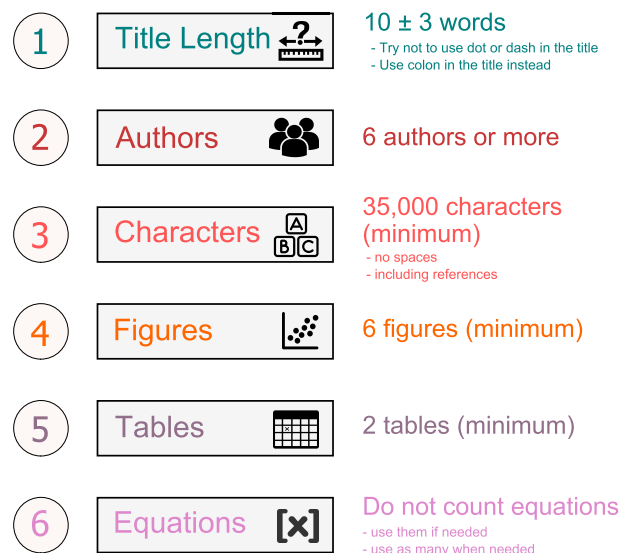 1
Title Length
?
10 ± 3 words
- Try not to use dot or dash in the title
- Use colon in the title instead
2
Authors
6 authors or more
3
Characters
A
B C
35,000 characters
(minimum)
- no spaces
- including references
4
Figures
6 figures (minimum)
5
Tables
2 tables (minimum)
6
Equations
[x]
Do not count equations
- use them if needed
- use as many when needed